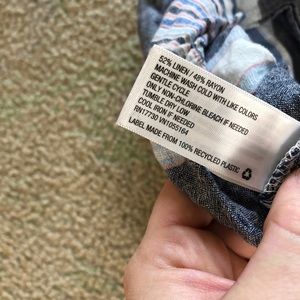 52% LINEN / 48% RAYON
MACHINE WASH COLD WITH LIKE COLORS
GENTLE CYCLE
ONLY NON-CHLORINE BLEACH IF NEEDED
TUMBLE DRY LOW
COOL IRON IF NEEDED
RN17730 VN1055164
LABEL MADE FROM 100% RECYCLED PLASTIC